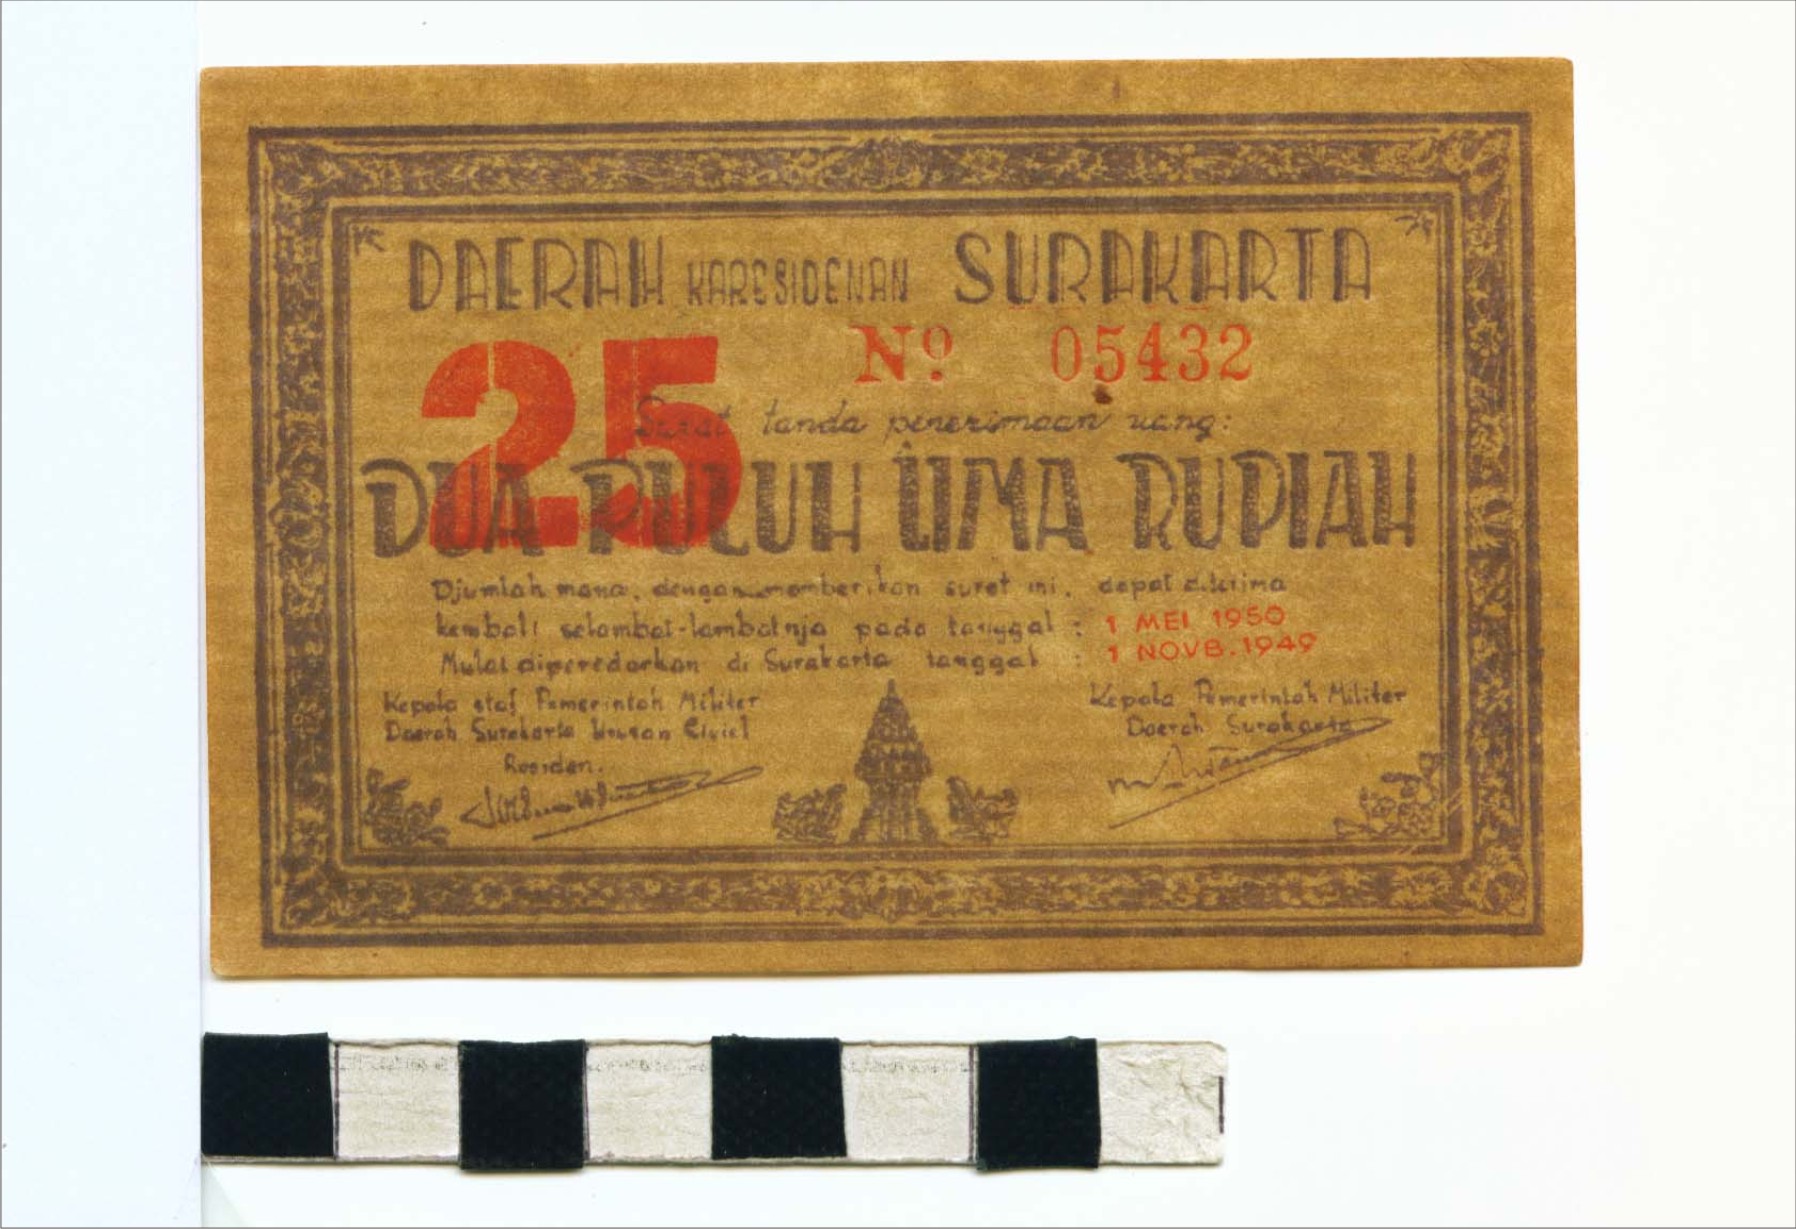 DAERAH KARESIDENAN SURAKARTA
Nº 05432
25
Surat tanda penerimaan uang:
DUA PULUH LIMA RUPIAH
Djumlah mana, dengan memberikan surat ini, dapat diterima
kembali selambat-lambatnja pada tanggal : 1 MEI 1950
Mulai diperedarkan di Surakarta tanggal : 1 NOVB. 1949
Kepala staf Pemerintah Militer
Daerah Surakarta Urusan Civiel
Residen.
Kepala Pemerintah Militer
Daerah Surakarta